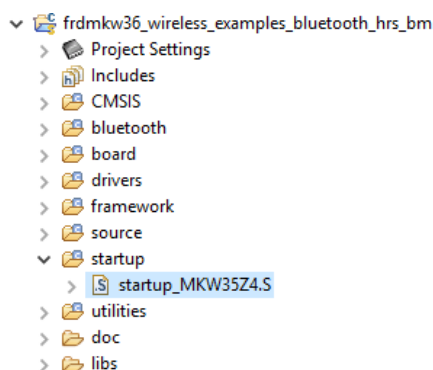 frdmkw36_wireless_examples_bluetooth_hrs_bm
Project Settings
Includes
CMSIS
bluetooth
board
drivers
framework
source
startup
startup_MKW35Z4.S
utilities
doc
libs